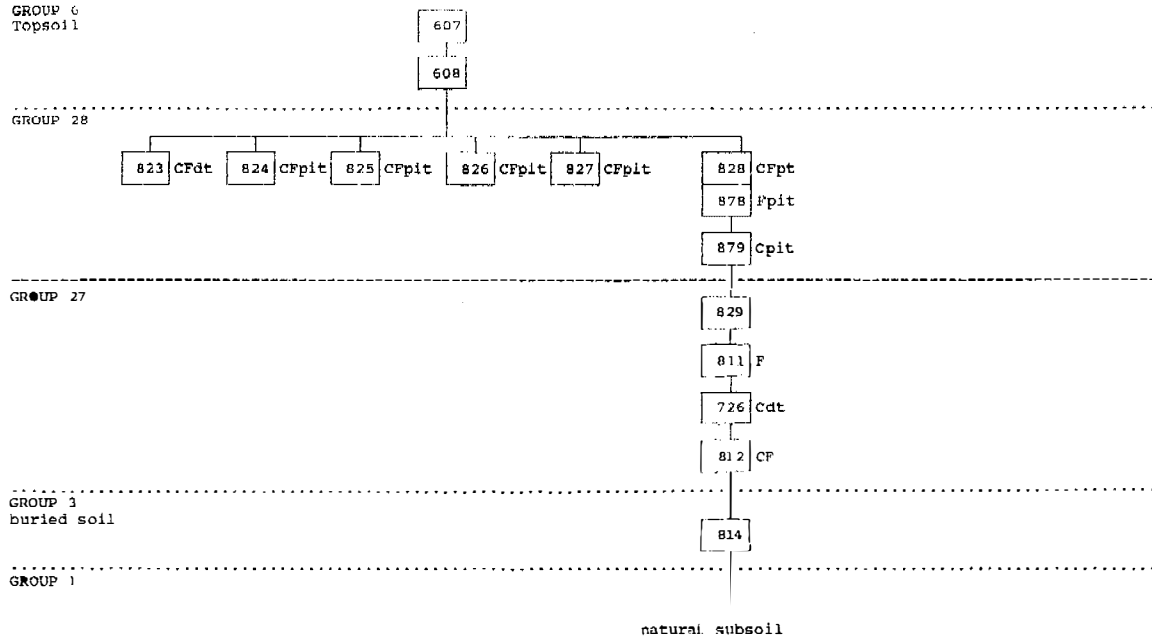 GROUP 6
Topsoil
607
608
GROUP 28
823 CFdt 824 CFpit 825 CFpit 826 CFpit 827 CFpit 828 CFpt
878 Fpit
879 Cpit
GROUP 27
829
811 F
726 Cdt
812 CF
GROUP 3
buried soil
814
GROUP 1
natural subsoil